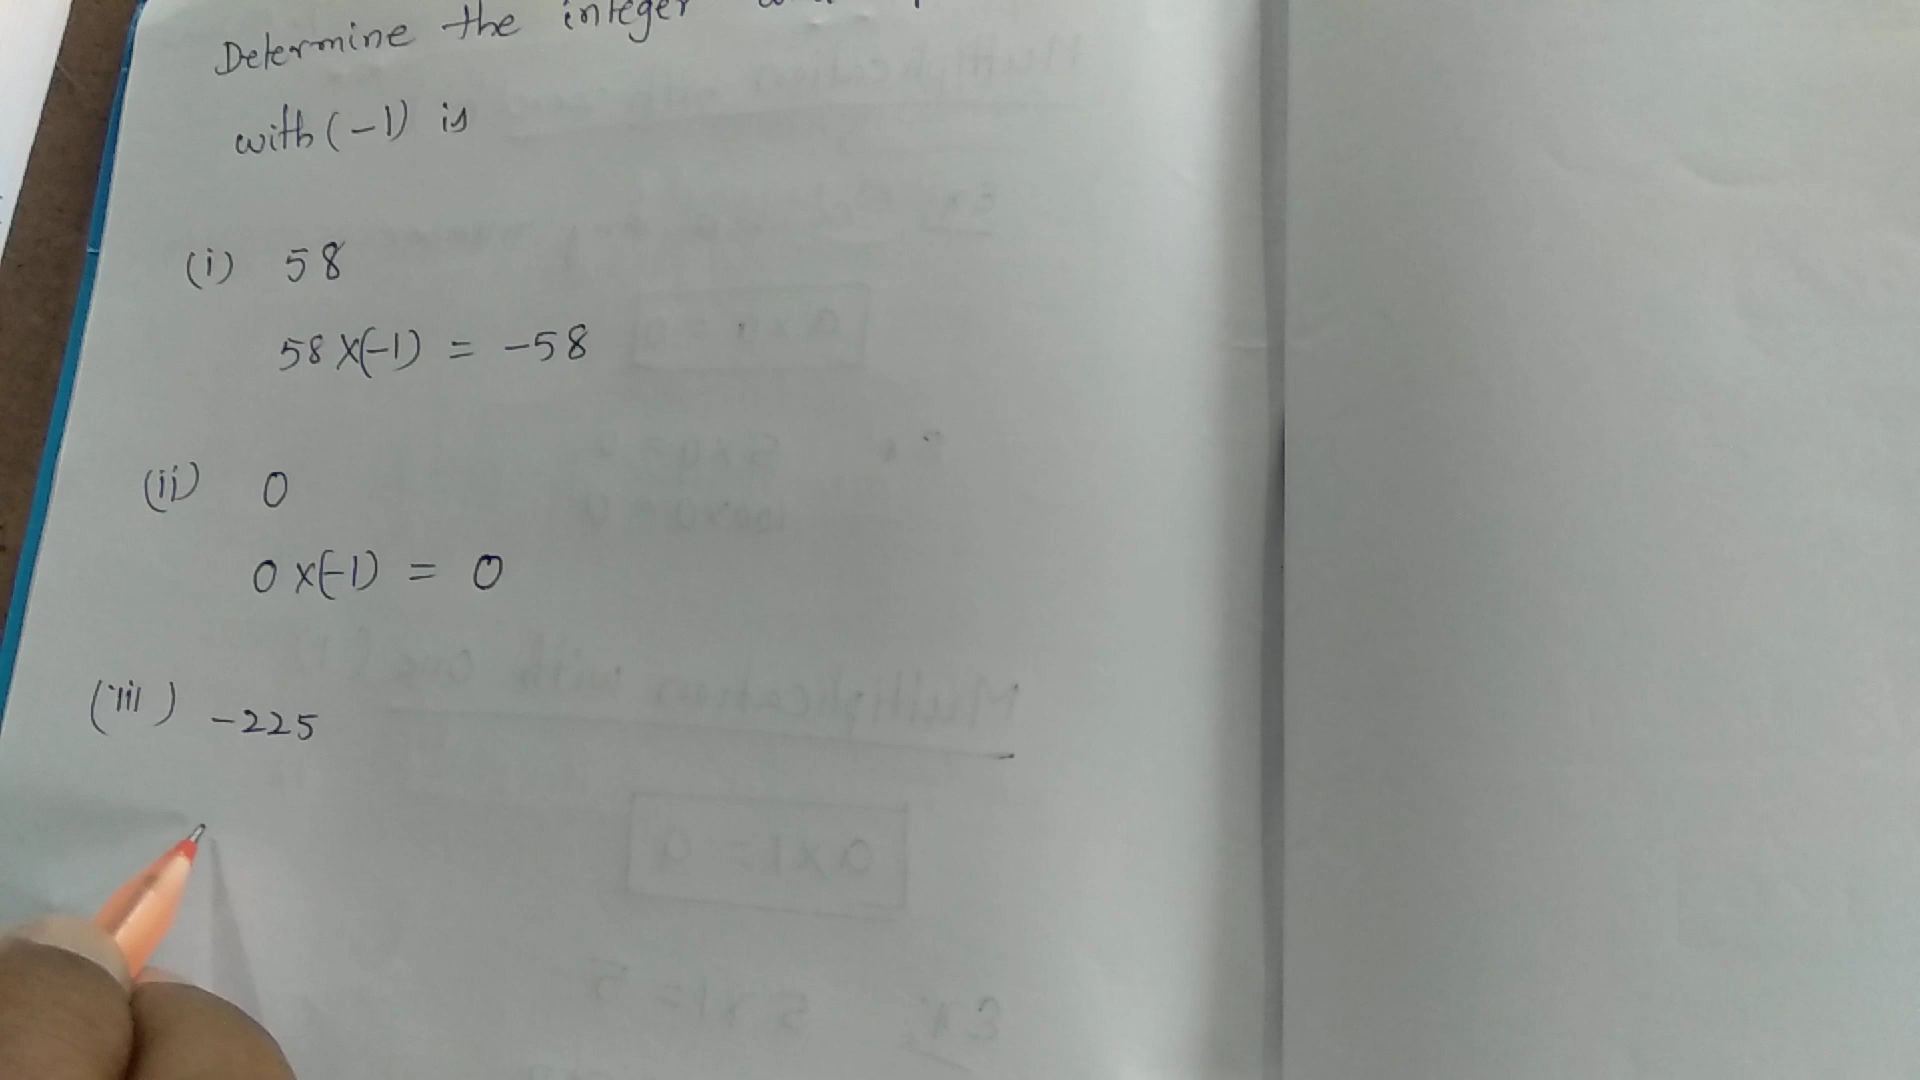 Determine the integer
with (-1) is
(i) 58
58 x(-1) = -58
(ii) 0
0 x(-1) = 0
(iii) -225